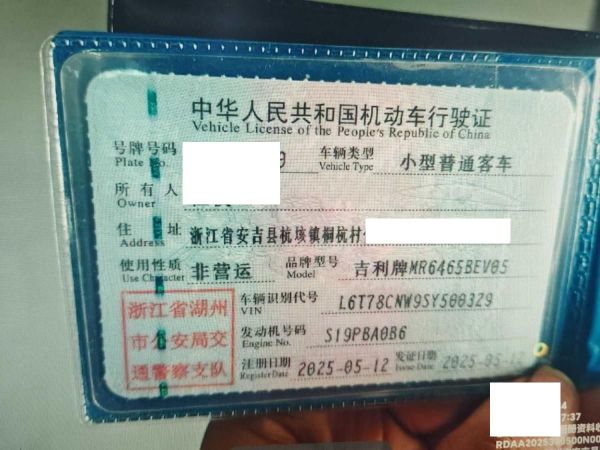 中华人民共和国机动车行驶证
Vehicle License of the People's Republic of China
号牌号码 9 车辆类型 小型普通客车
Plate No. Vehicle Type
所有人
Owner
住址 浙江省安吉县杭垓镇桐杭村
Address
使用性质 非营运 品牌型号 吉利牌MR6465BEV05
Use Character Model
浙江省湖州
市公安局交
通警察支队
车辆识别代号 L6T78CNW9SY500329
VIN
发动机号码 S19PBA0B6
Engine No.
注册日期 2025-05-12 发证日期 2025-05-12
Register Date Issue Date
4
7:37
册资料收